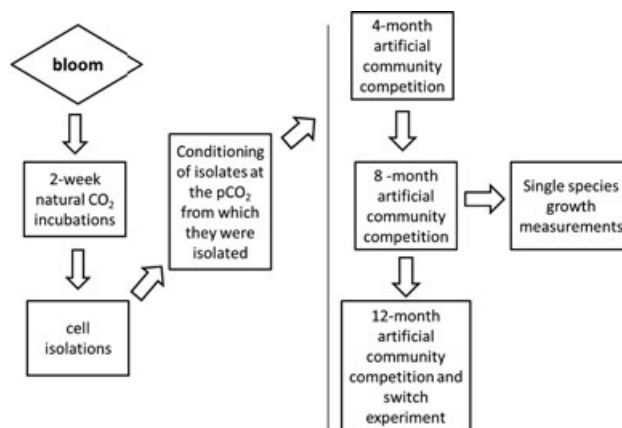 bloom
2-week
natural CO₂
incubations
cell
isolations
Conditioning
of isolates at
the pCO₂
from which
they were
isolated
4-month
artificial
community
competition
8 -month
artificial
community
competition
Single species
growth
measurements
12-month
artificial
community
competition and
switch
experiment